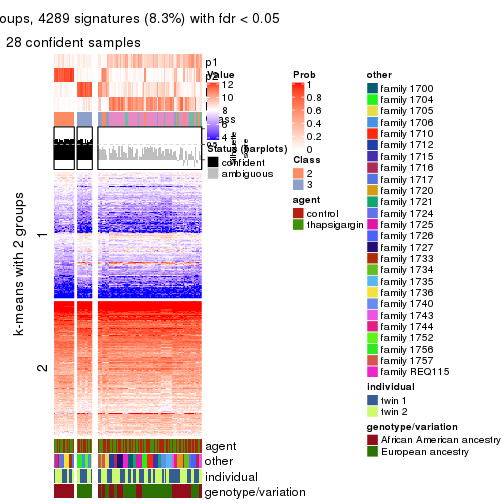 oups, 4289 signatures (8.3%) with fdr < 0.05
28 confident samples
p1
p2
Class
Value
12
10
8
6
4
Status (barplots)
confident
ambiguous
Prob
1
0.8
0.6
0.4
0.2
0
Class
2
3
agent
control
thapsigargin
other
family 1700
family 1704
family 1705
family 1706
family 1710
family 1712
family 1715
family 1716
family 1717
family 1720
family 1721
family 1724
family 1725
family 1726
family 1727
family 1733
family 1734
family 1735
family 1736
family 1740
family 1743
family 1744
family 1752
family 1756
family 1757
family REQ115
individual
twin 1
twin 2
genotype/variation
African American ancestry
European ancestry
k-means with 2 groups
1
2
agent
other
individual
genotype/variation